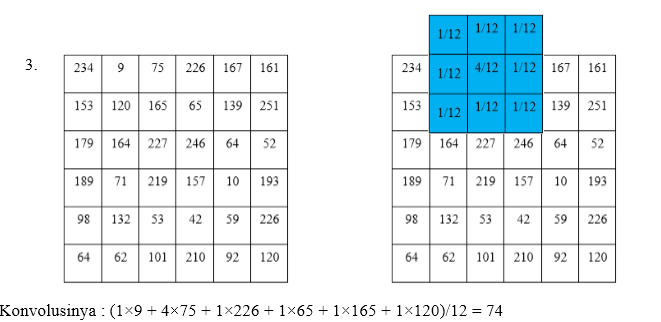 1/12 1/12 1/12
3. 234 9 75 226 167 161 234 1/12 4/12 1/12 167 161
153 120 165 65 139 251 153 1/12 1/12 1/12 139 251
179 164 227 246 64 52 179 164 227 246 64 52
189 71 219 157 10 193 189 71 219 157 10 193
98 132 53 42 59 226 98 132 53 42 59 226
64 62 101 210 92 120 64 62 101 210 92 120
Konvolusinya : (1×9 + 4×75 + 1×226 + 1×65 + 1×165 + 1×120)/12 = 74